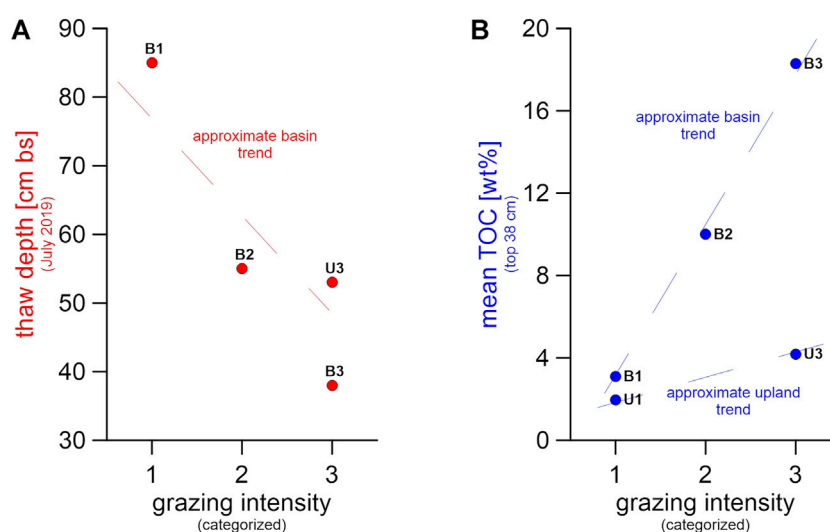 A
90
80
70
60
50
40
30
thaw depth [cm bs]
(July 2019)
B1
approximate basin
trend
B2
U3
B3
1 2 3
grazing intensity
(categorized)
B
20
16
12
8
4
0
mean TOC [wt%]
(top 38 cm)
B3
approximate basin
trend
B2
B1
U3
U1
approximate upland
trend
1 2 3
grazing intensity
(categorized)